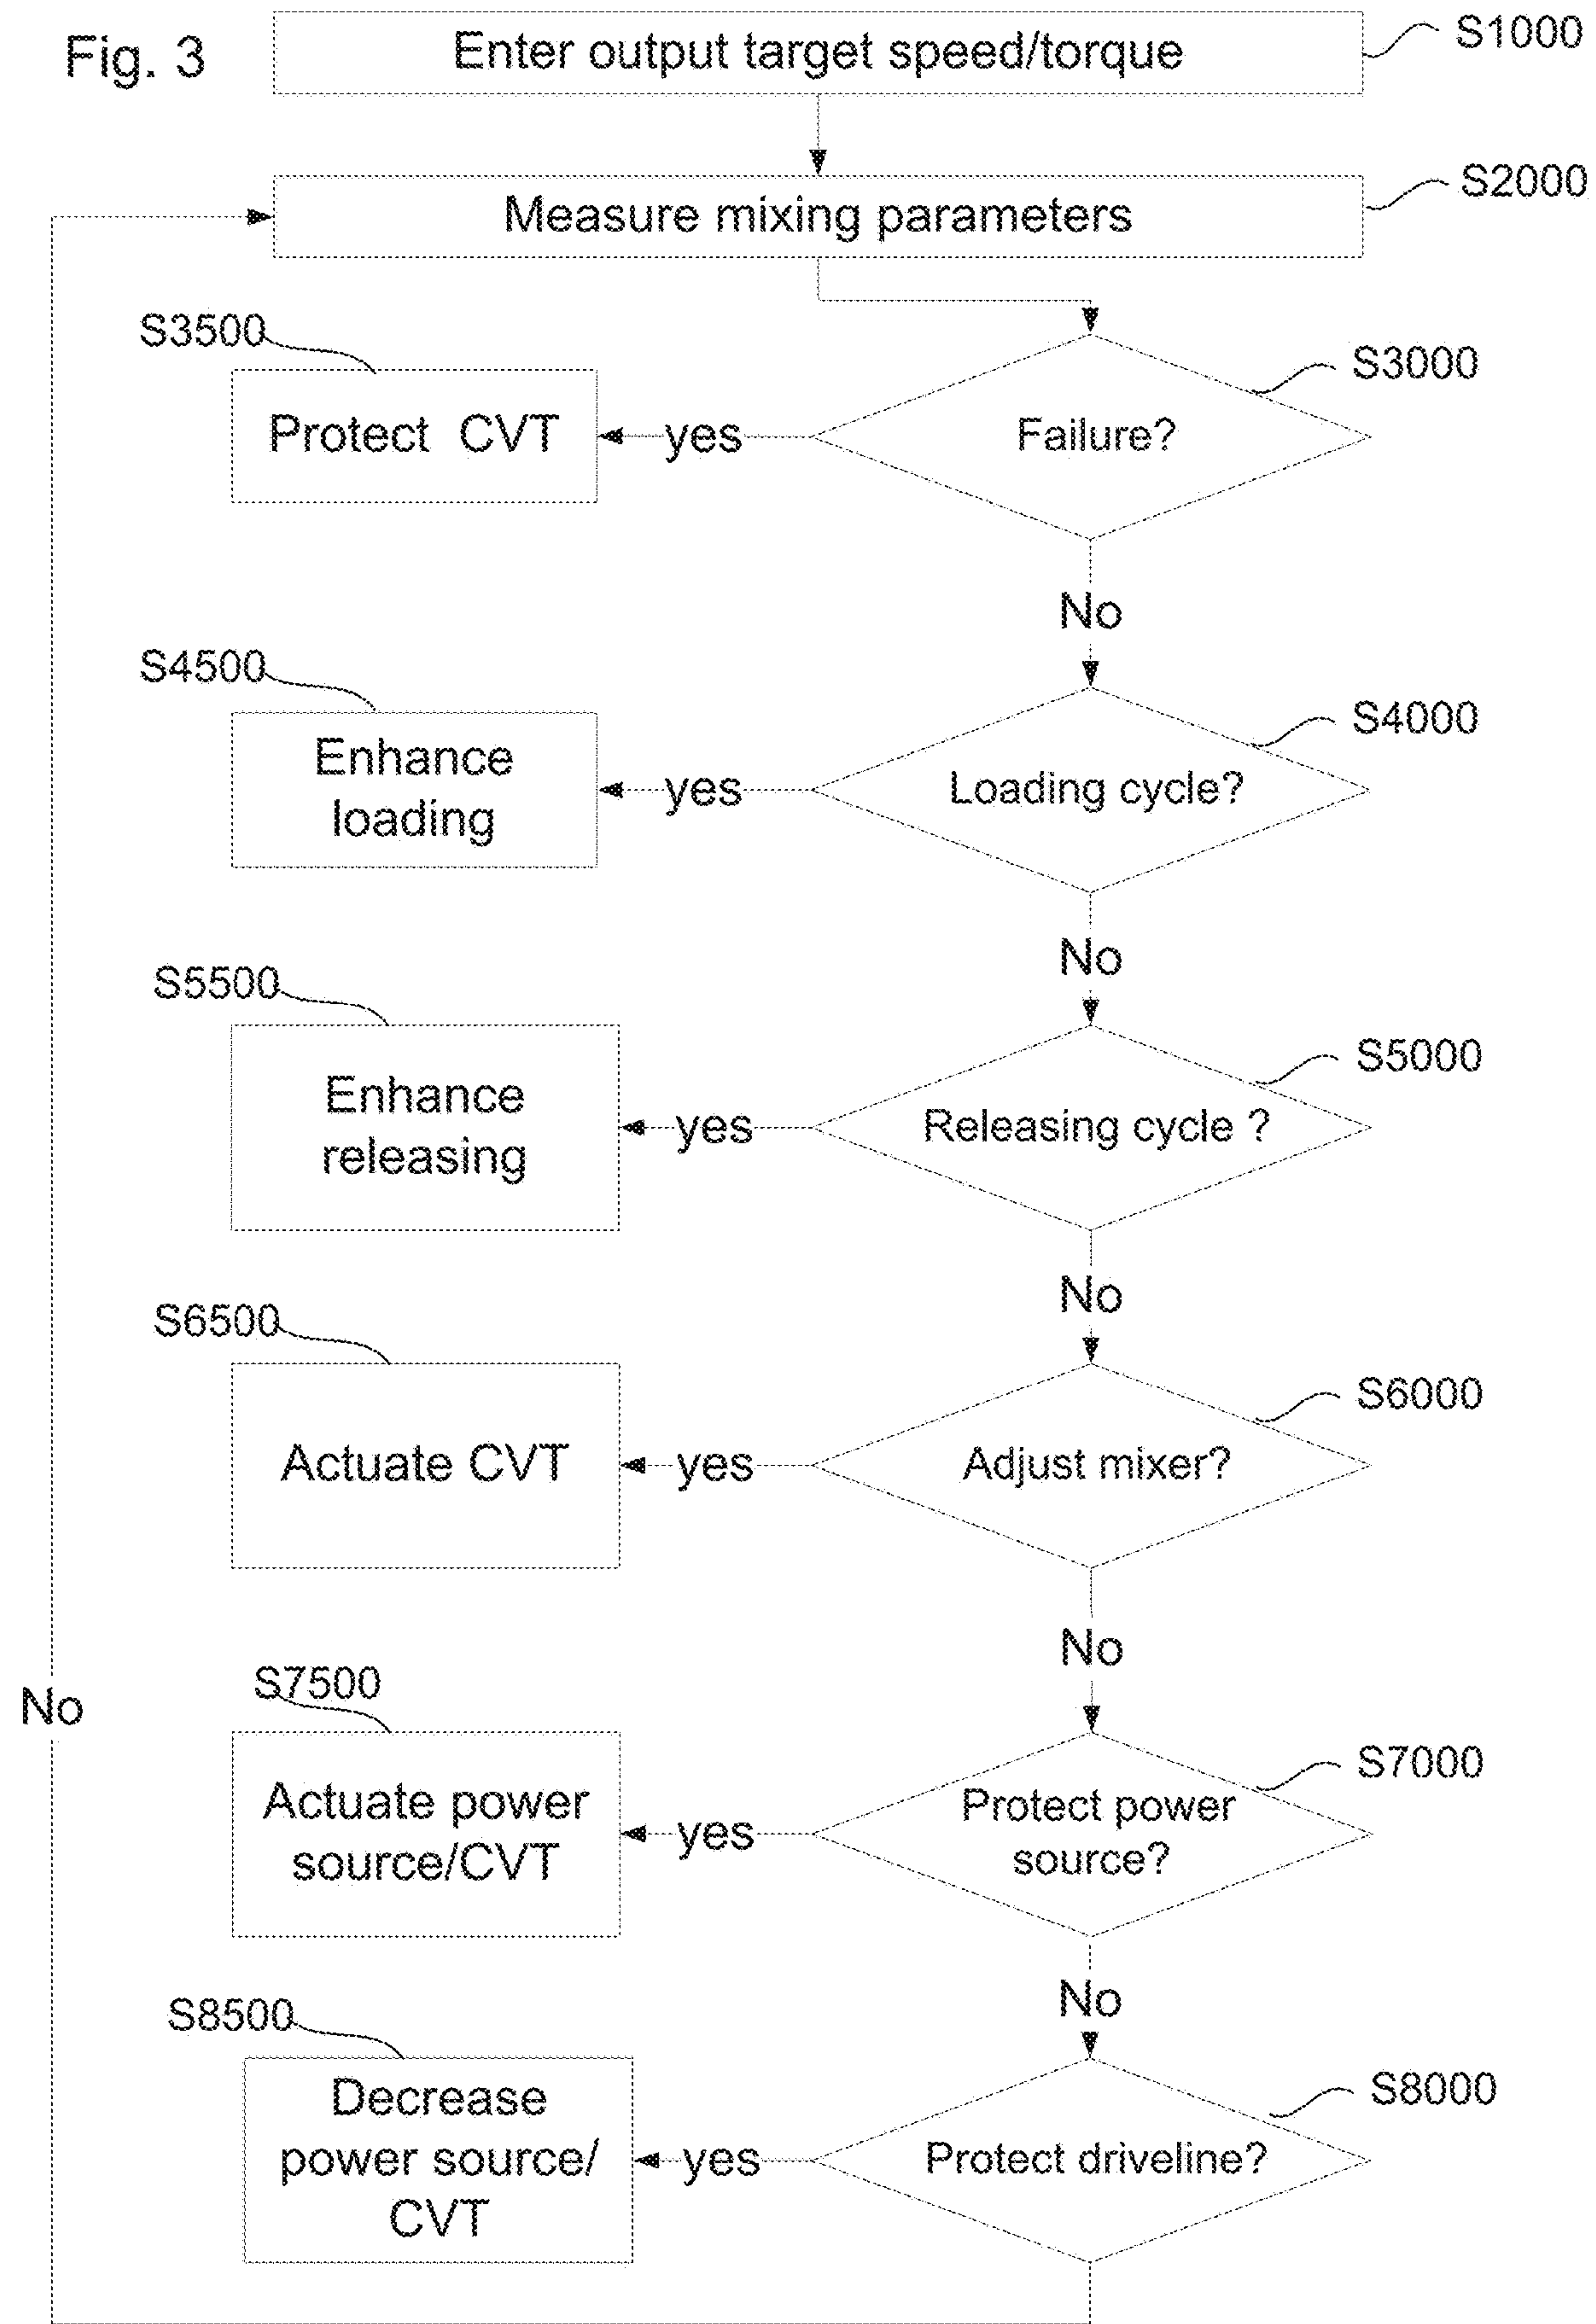 Fig. 3
Enter output target speed/torque
S1000
Measure mixing parameters
S2000
S3500
Protect CVT
yes
Failure?
S3000
No
S4500
Enhance
loading
yes
Loading cycle?
S4000
No
S5500
Enhance
releasing
yes
Releasing cycle ?
S5000
No
S6500
Actuate CVT
yes
Adjust mixer?
S6000
No
No
S7500
Actuate power
source/CVT
yes
Protect power
source?
S7000
No
S8500
Decrease
power source/
CVT
yes
Protect driveline?
S8000